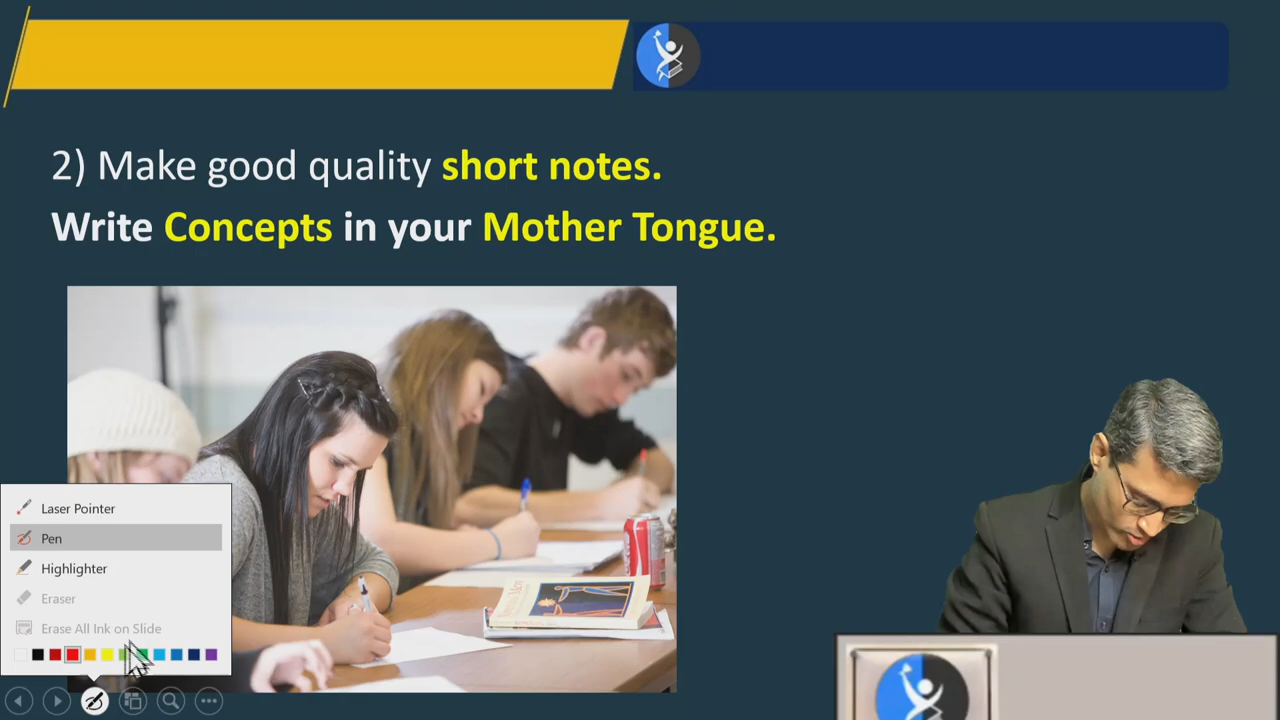 2) Make good quality short notes.
Write Concepts in your Mother Tongue.
Laser Pointer
Pen
Highlighter
Eraser
Erase All Ink on Slide